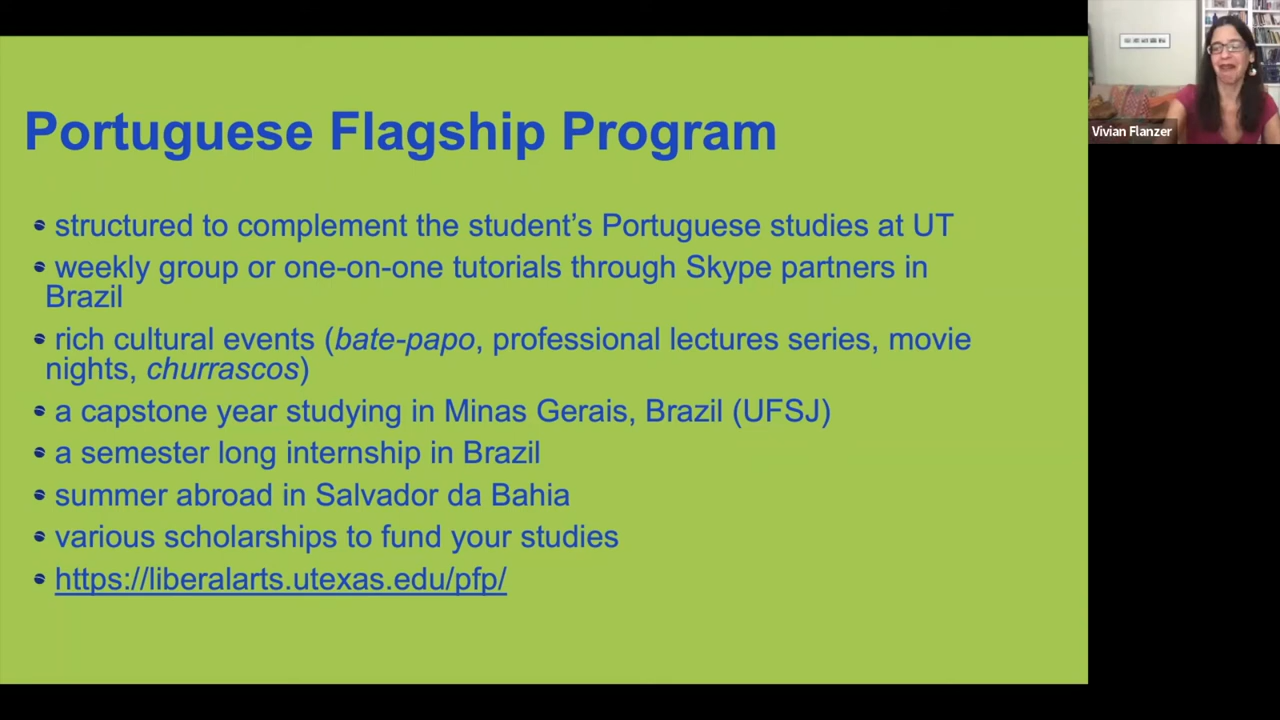 Portuguese Flagship Program
structured to complement the student’s Portuguese studies at UT
weekly group or one-on-one tutorials through Skype partners in
Brazil
rich cultural events (bate-papo, professional lectures series, movie
nights, churrascos)
a capstone year studying in Minas Gerais, Brazil (UFSJ)
a semester long internship in Brazil
summer abroad in Salvador da Bahia
various scholarships to fund your studies
https://liberalarts.utexas.edu/pfp/
Vivian Flanzer